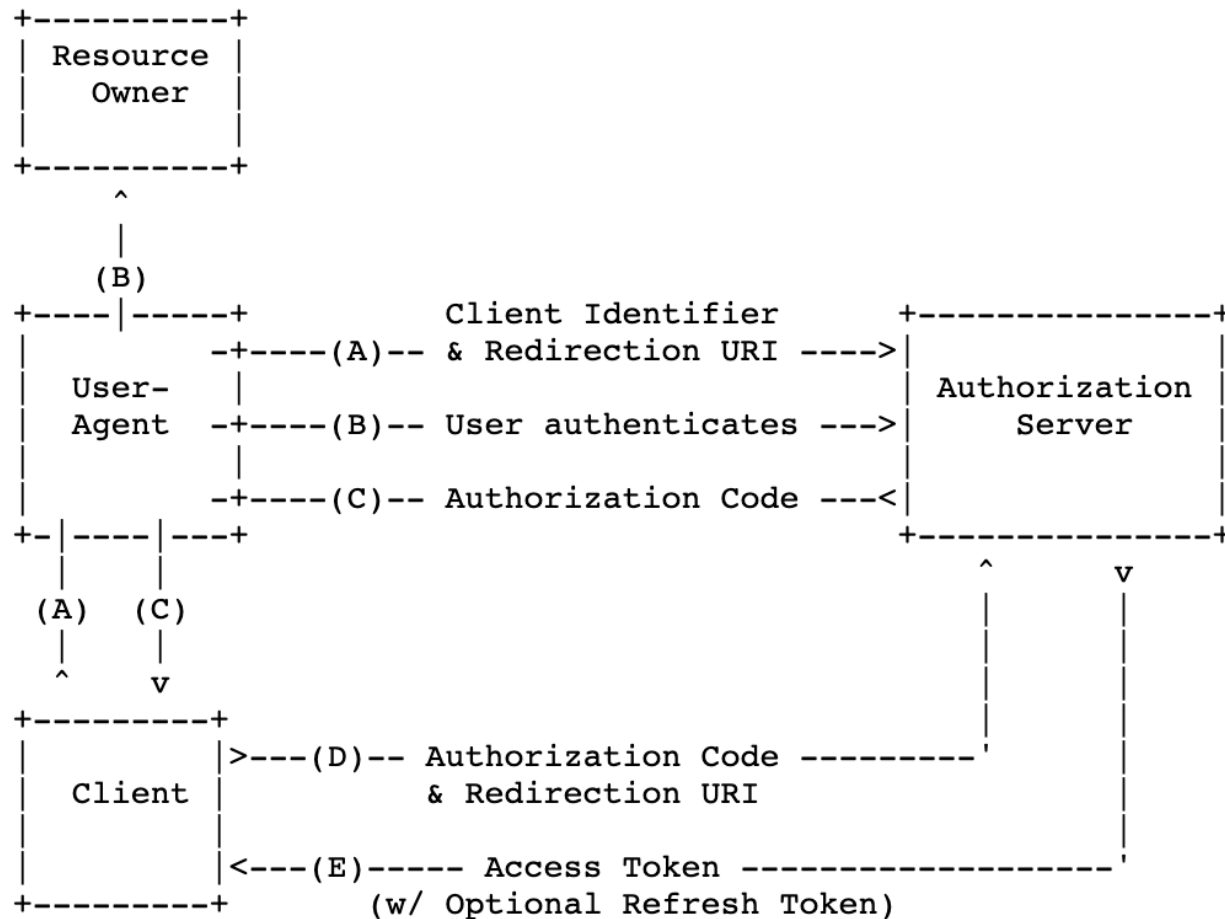 +----------+
| Resource |
|   Owner  |
|          |
+----------+
     ^
     |
    (B)
+----|-----+          Client Identifier      +---------------+
|         -+----(A)-- & Redirection URI ---->|               |
|  User-   |                                 | Authorization |
|  Agent  -+----(B)-- User authenticates --->|     Server    |
|          |                                 |               |
|         -+----(C)-- Authorization Code ---<|               |
+-|----|---+                                 +---------------+
  |    |                                         ^      v
 (A)  (C)                                        |      |
  |    |                                         |      |
  ^    v                                         |      |
+---------+                                      |      |
|         |>---(D)-- Authorization Code ---------'      |
|  Client |          & Redirection URI                  |
|         |                                             |
|         |<---(E)----- Access Token -------------------'
+---------+       (w/ Optional Refresh Token)